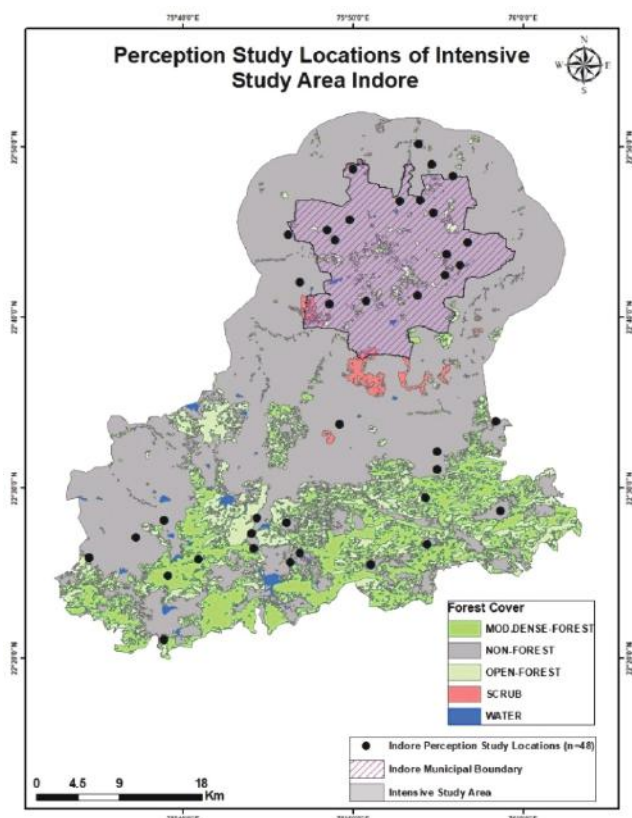 75°40'0"E 75°50'0"E 76°0'0"E
Perception Study Locations of Intensive
Study Area Indore
N
W E
S
Forest Cover
MOD.DENSE-FOREST
NON-FOREST
OPEN-FOREST
SCRUB
WATER
Indore Perception Study Locations (n=48)
Indore Municipal Boundary
Intensive Study Area
0 4.5 9 18
Km